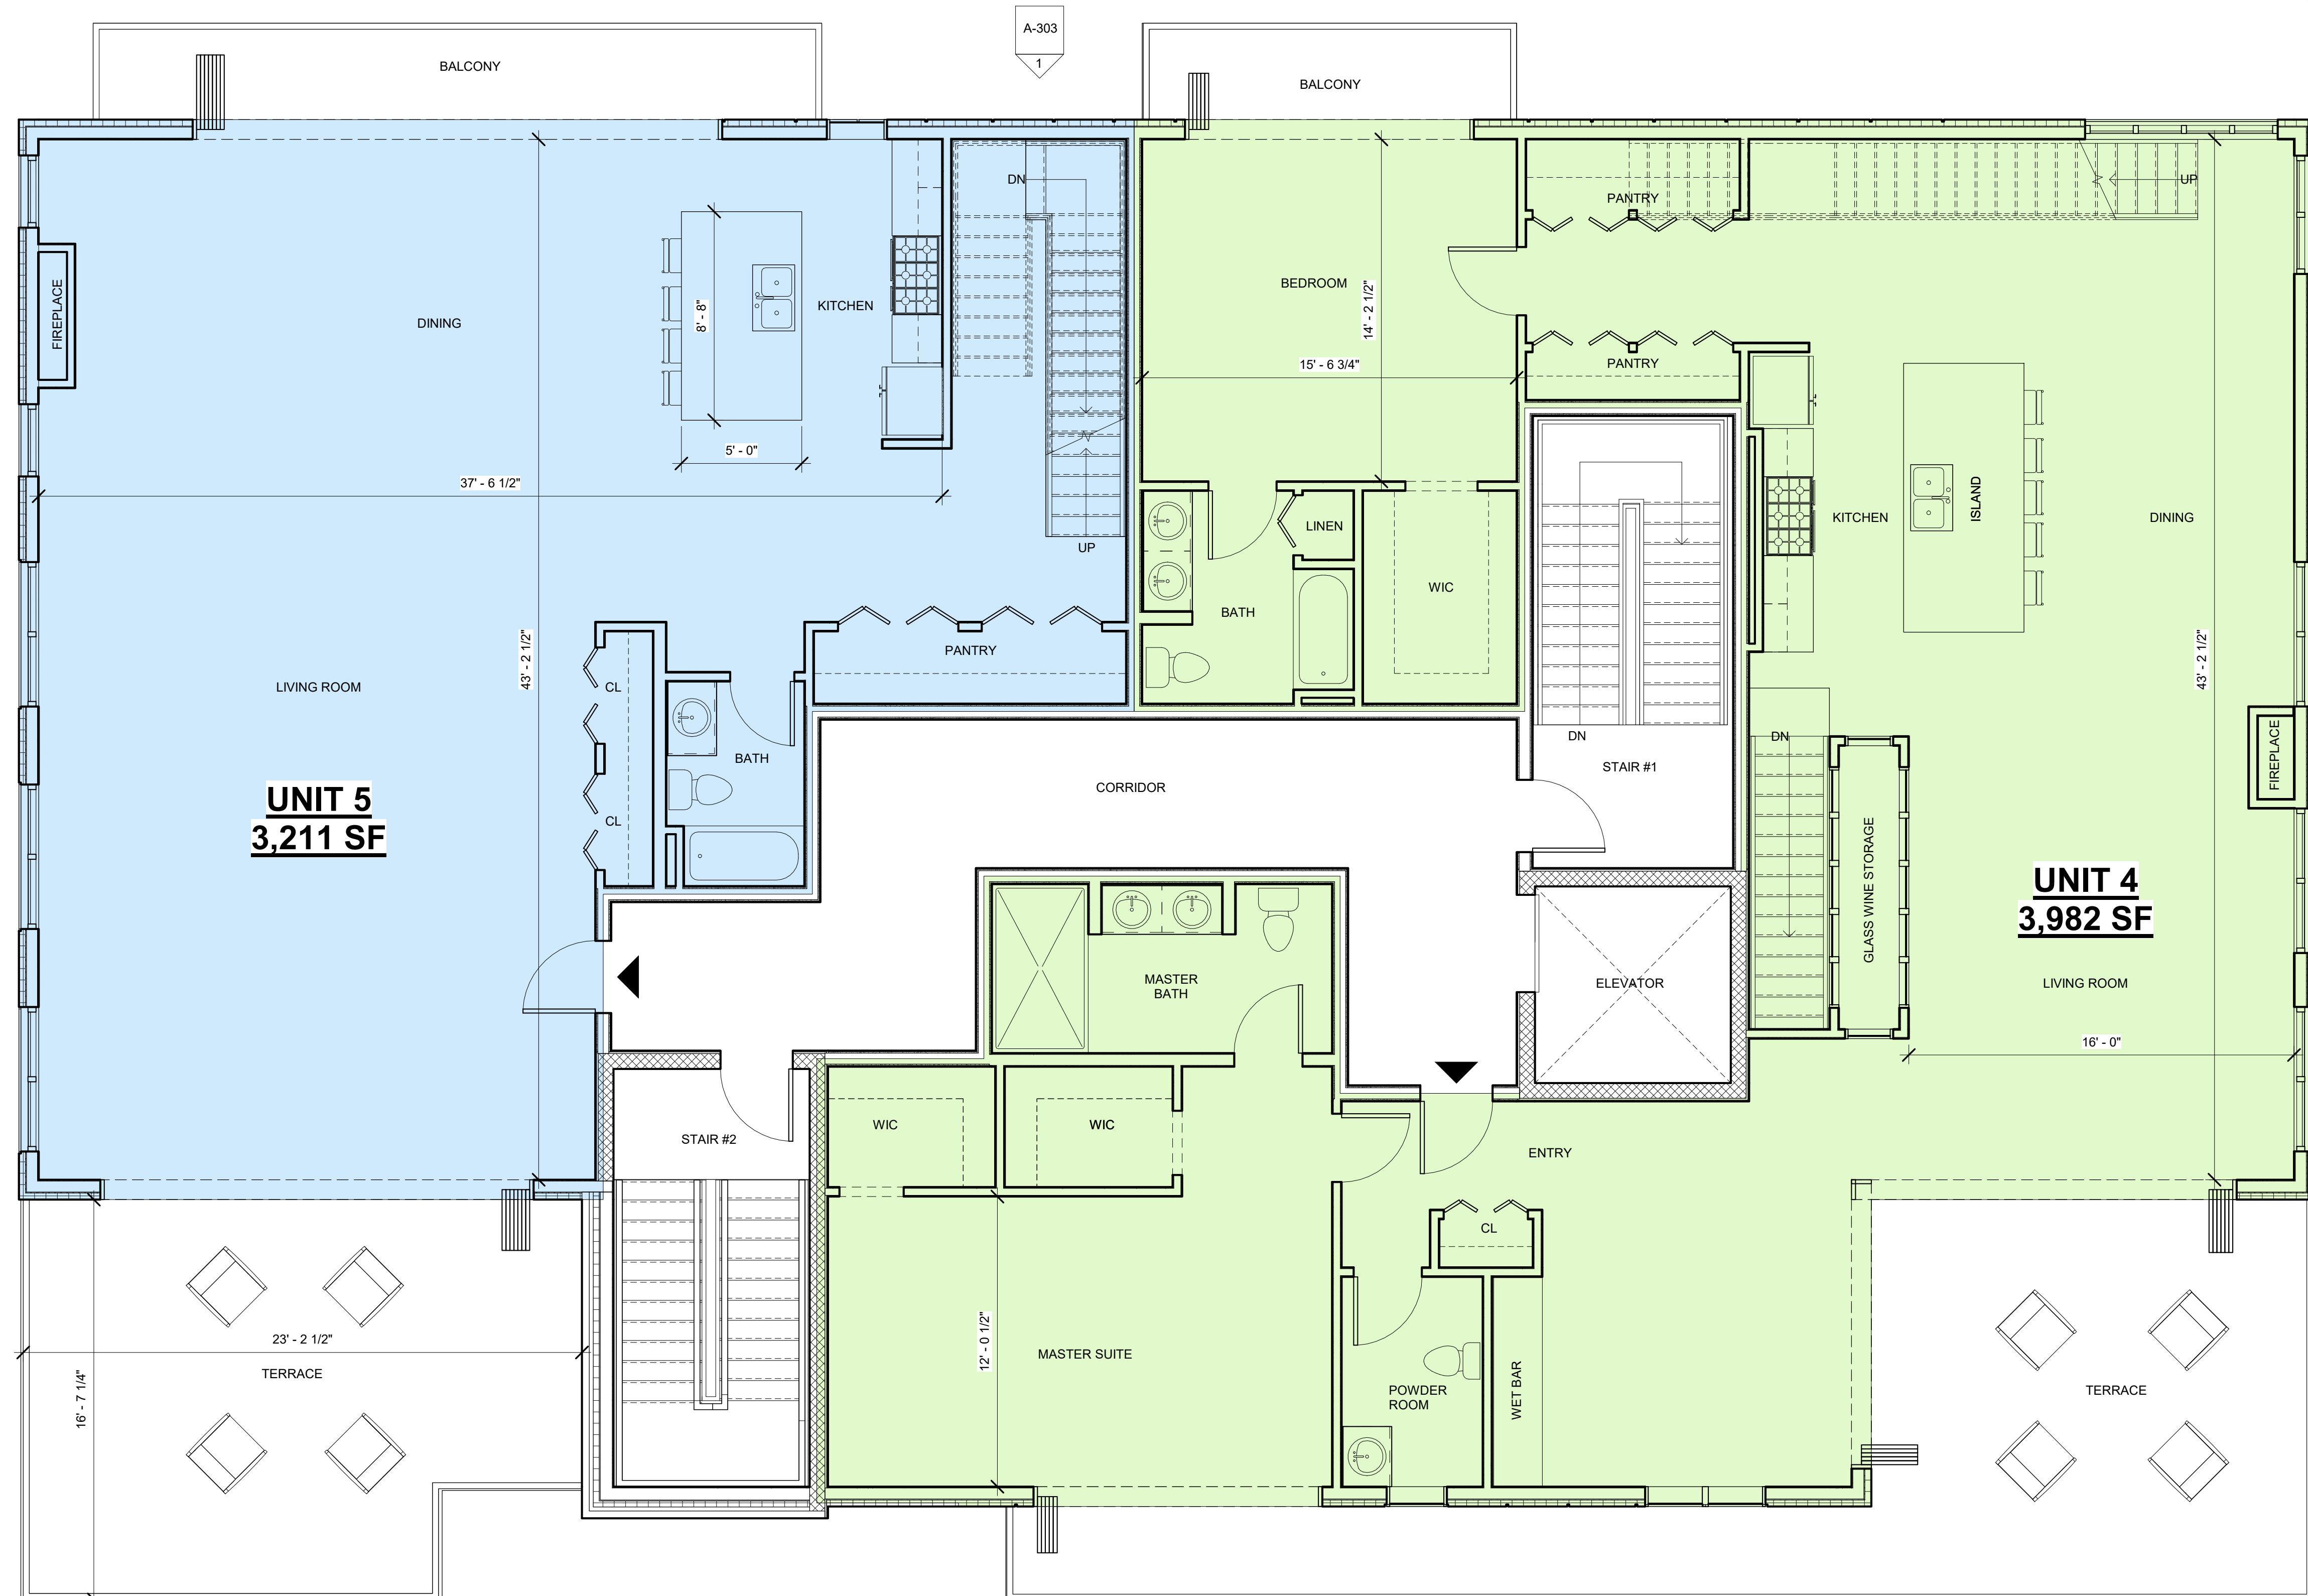 A-303
1
BALCONY
BALCONY
DN
PANTRY
UP
FIREPLACE
DINING
8' - 8"
KITCHEN
BEDROOM
14' - 2 1/2"
15' - 6 3/4"
PANTRY
5' - 0"
37' - 6 1/2"
UP
LINEN
KITCHEN
ISLAND
DINING
WIC
BATH
PANTRY
43' - 2 1/2"
LIVING ROOM
CL
43' - 2 1/2"
BATH
CORRIDOR
DN
STAIR #1
DN
FIREPLACE
UNIT 5
3,211 SF
CL
GLASS WINE STORAGE
UNIT 4
3,982 SF
MASTER
BATH
ELEVATOR
LIVING ROOM
16' - 0"
STAIR #2
WIC
WIC
ENTRY
CL
23' - 2 1/2"
TERRACE
16' - 7 1/4"
12' - 0 1/2"
MASTER SUITE
POWDER
ROOM
WET BAR
TERRACE